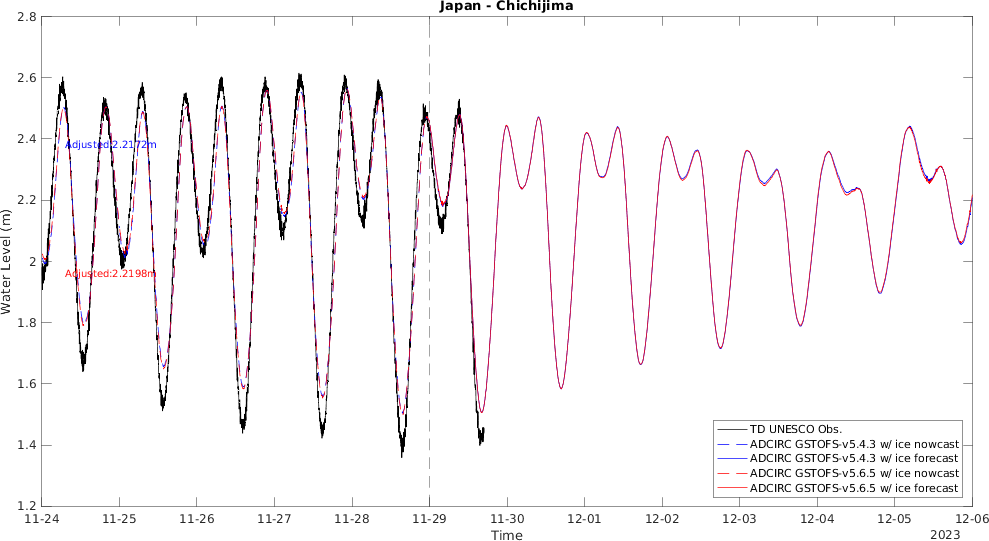 Japan - Chichijima
2.8
2.6
2.4
2.2
2
1.8
1.6
1.4
1.2
Water Level (m)
Adjusted:2.2172m
Adjusted:2.2198m
TD UNESCO Obs.
ADCIRC GSTOFS-v5.4.3 w/ ice nowcast
ADCIRC GSTOFS-v5.4.3 w/ ice forecast
ADCIRC GSTOFS-v5.6.5 w/ ice nowcast
ADCIRC GSTOFS-v5.6.5 w/ ice forecast
11-24 11-25 11-26 11-27 11-28 11-29 11-30 12-01 12-02 12-03 12-04 12-05 12-06
Time
2023